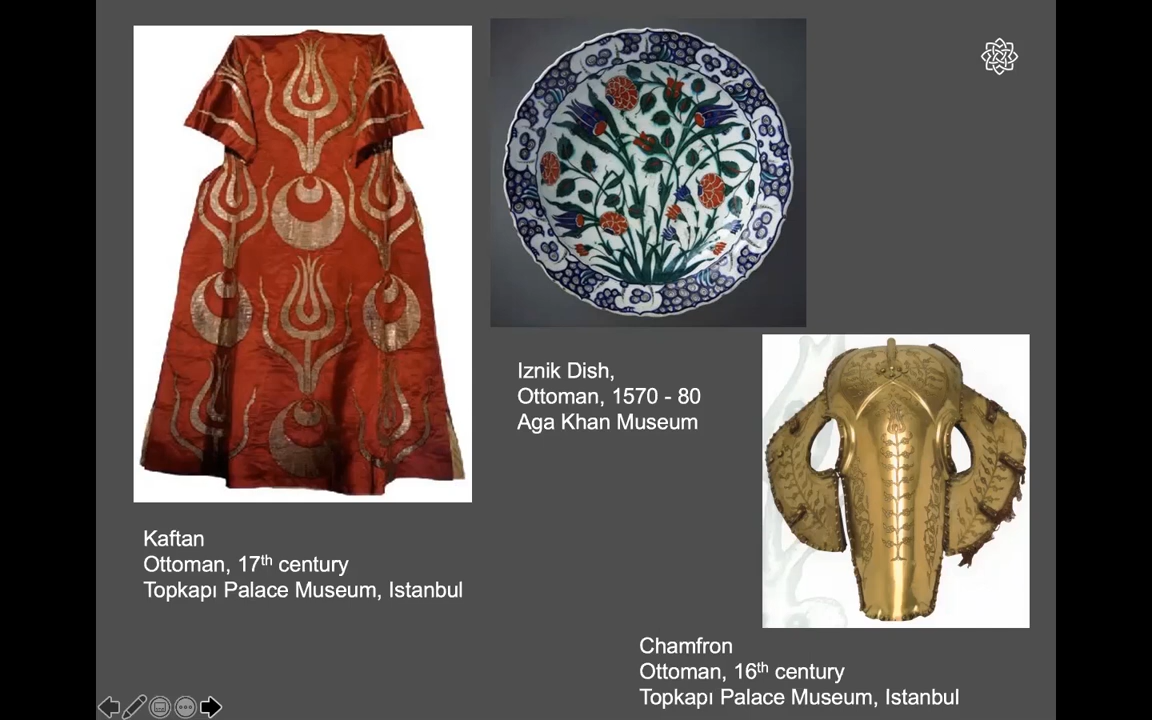 Iznik Dish,
Ottoman, 1570 - 80
Aga Khan Museum
Kaftan
Ottoman, 17th century
Topkapı Palace Museum, Istanbul
Chamfron
Ottoman, 16th century
Topkapı Palace Museum, Istanbul